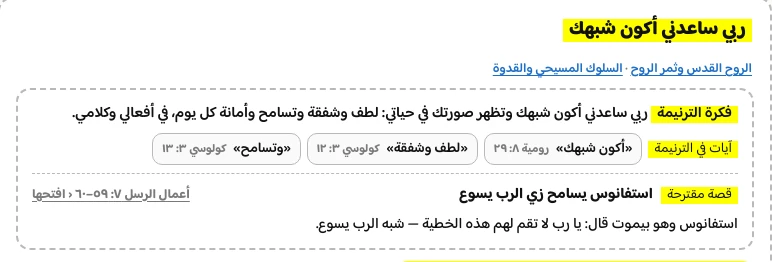 ربي ساعدني أكون شبهك
الروح القدس وثمر الروح · السلوك المسيحي والقدوة
فكرة الترنيمة ربي ساعدني أكون شبهك وتظهر صورتك في حياتي: لطف وشفقة وتسامح وأمانة كل يوم، في أفعالي وكلامي.
آيات في الترنيمة «أكون شبهك» رومية ٨: ٢٩ «لطف وشفقة» كولوسي ٣: ١٢ «وتسامح» كولوسي ٣: ١٣
قصة مقترحة استفانوس يسامح زي الرب يسوع أعمال الرسل ٧: ٥٩–٦٠ › افتحها
استفانوس وهو بيموت قال: يا رب لا تقم لهم هذه الخطية — شبه الرب يسوع.